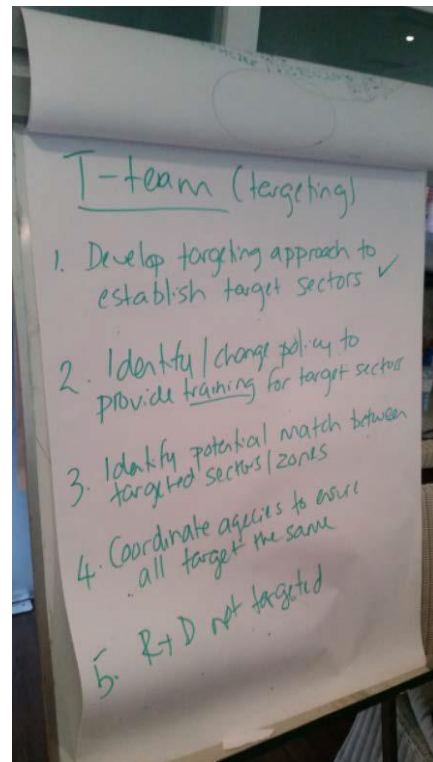 T-team (targeting)
1. Develop targeting approach to
establish target sectors ✓
2. Identify / change policy to
provide training for target sectors
3. Identify potential match between
targeted sectors / zones
4. Coordinate agencies to ensure
all target the same
5. R+D not targeted